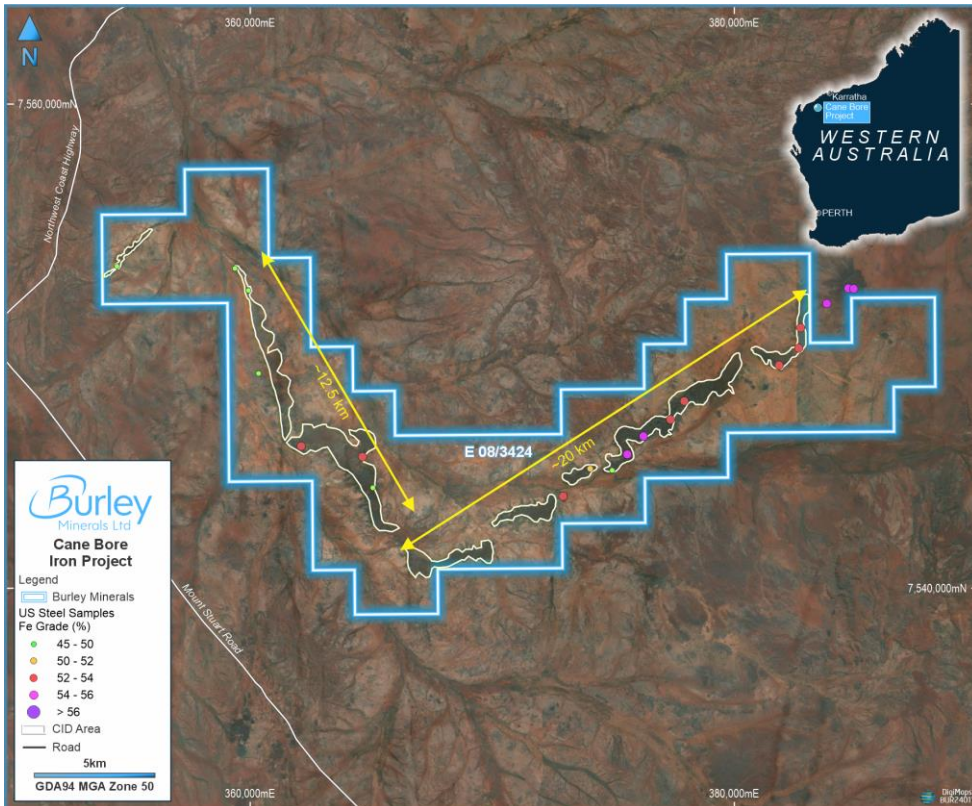 360,000mE
380,000mE
N
7,560,000mN
Northwest Coast Highway
Karratha
Cane Bore
Project
WESTERN
AUSTRALIA
PERTH
~12.5 km
E 08/3424
~20 km
7,540,000mN
Mount Stuart Road
Burley
Minerals Ltd
Cane Bore
Iron Project
Legend
Burley Minerals
US Steel Samples
Fe Grade (%)
45 - 50
50 - 52
52 - 54
54 - 56
> 56
CID Area
Road
5km
GDA94 MGA Zone 50
360,000mE
380,000mE
DigiMaps